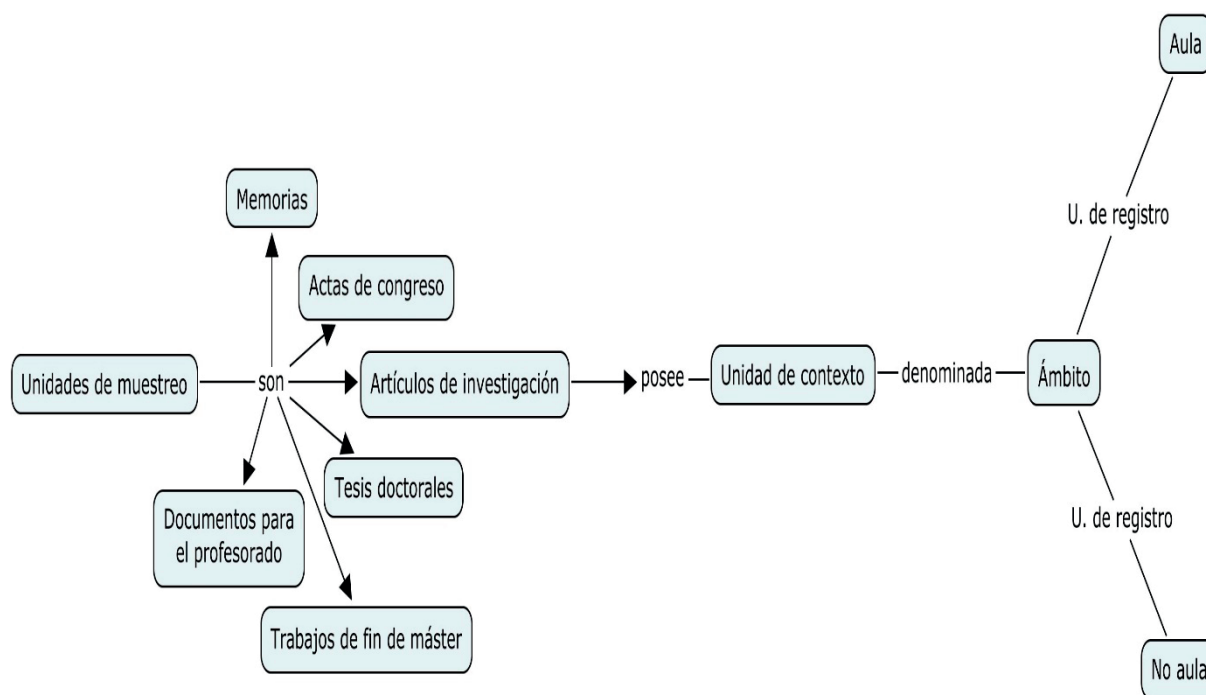 Aula
Memorias
U. de registro
Actas de congreso
Unidades de muestreo
son
Artículos de investigación
posee
Unidad de contexto
denominada
Ámbito
Tesis doctorales
Documentos para
el profesorado
U. de registro
Trabajos de fin de máster
No aula